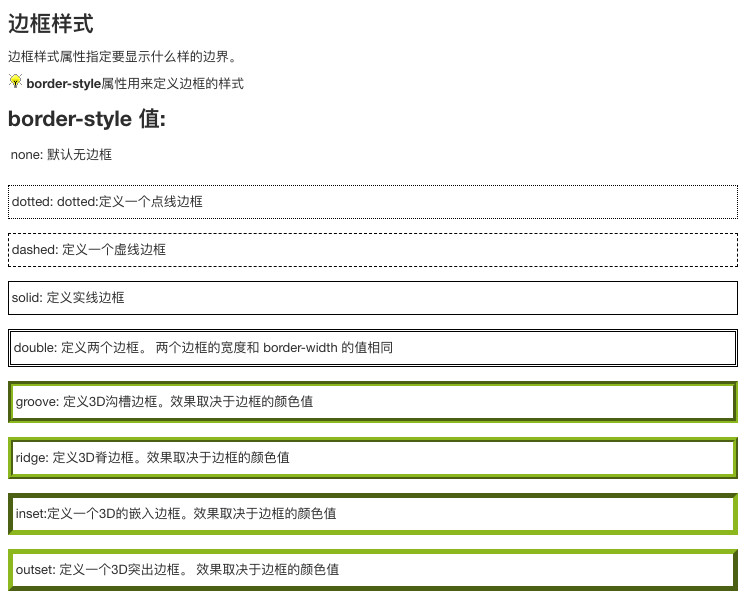 边框样式
边框样式属性指定要显示什么样的边界。
border-style属性用来定义边框的样式
border-style 值:
none: 默认无边框
dotted: dotted:定义一个点线边框
dashed: 定义一个虚线边框
solid: 定义实线边框
double: 定义两个边框。 两个边框的宽度和 border-width 的值相同
groove: 定义3D沟槽边框。效果取决于边框的颜色值
ridge: 定义3D脊边框。效果取决于边框的颜色值
inset:定义一个3D的嵌入边框。效果取决于边框的颜色值
outset: 定义一个3D突出边框。 效果取决于边框的颜色值